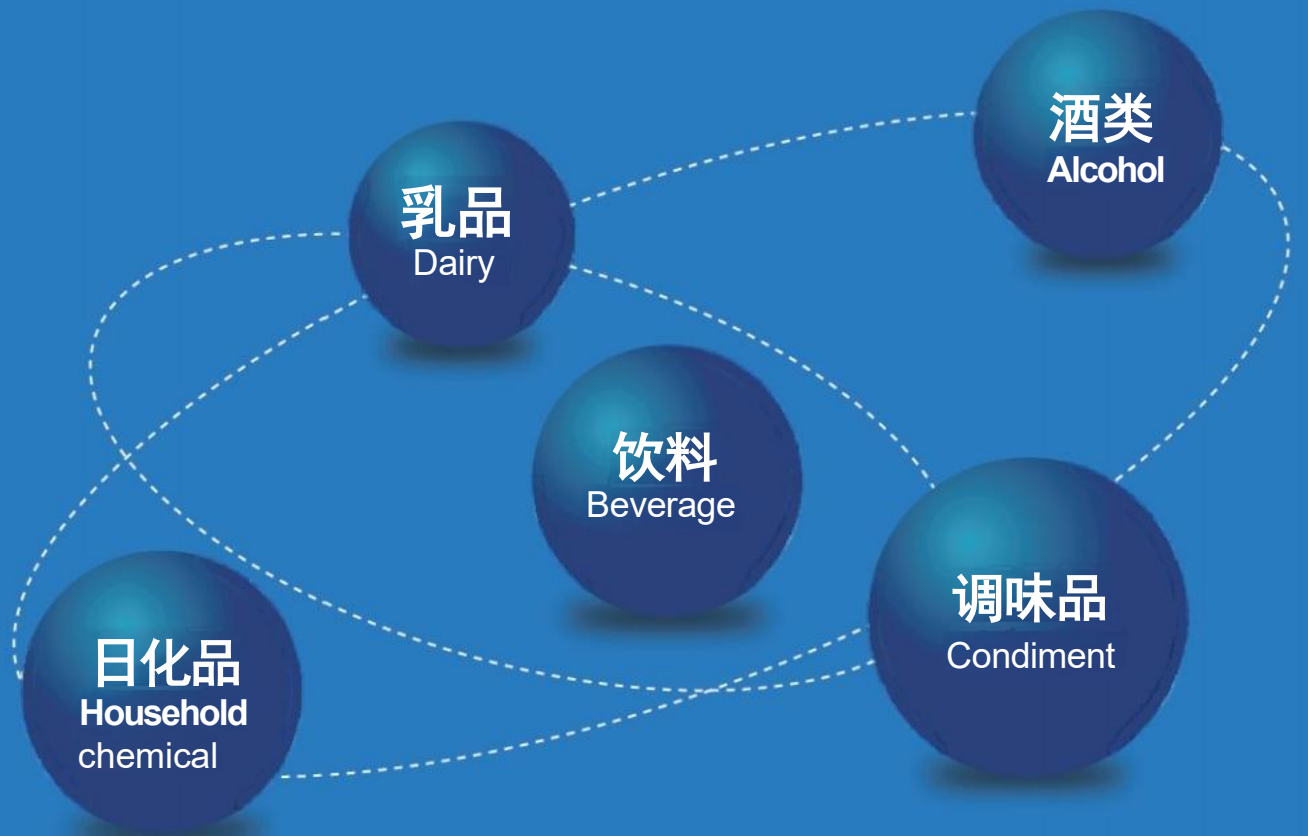 酒类
Alcohol
乳品
Dairy
饮料
Beverage
调味品
Condiment
日化品
Household
chemical